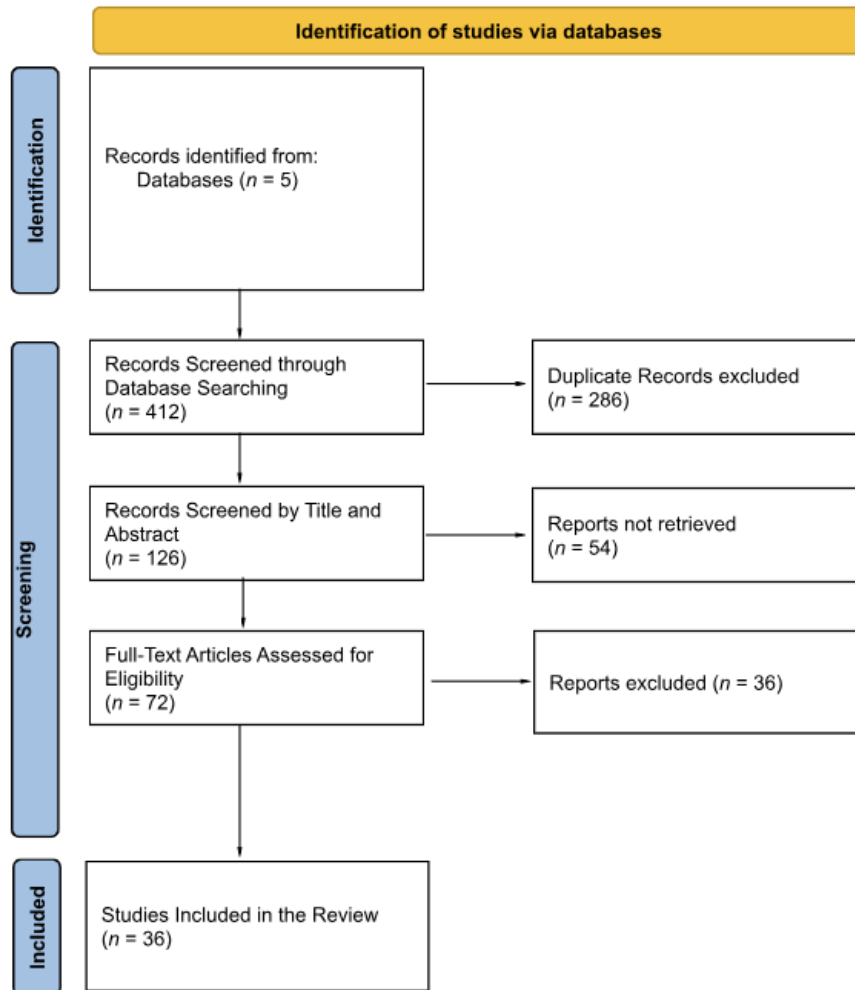 Identification of studies via databases
Identification
Records identified from:
Databases (n = 5)
Screening
Records Screened through
Database Searching
(n = 412)
Duplicate Records excluded
(n = 286)
Records Screened by Title and
Abstract
(n = 126)
Reports not retrieved
(n = 54)
Full-Text Articles Assessed for
Eligibility
(n = 72)
Reports excluded (n = 36)
Included
Studies Included in the Review
(n = 36)